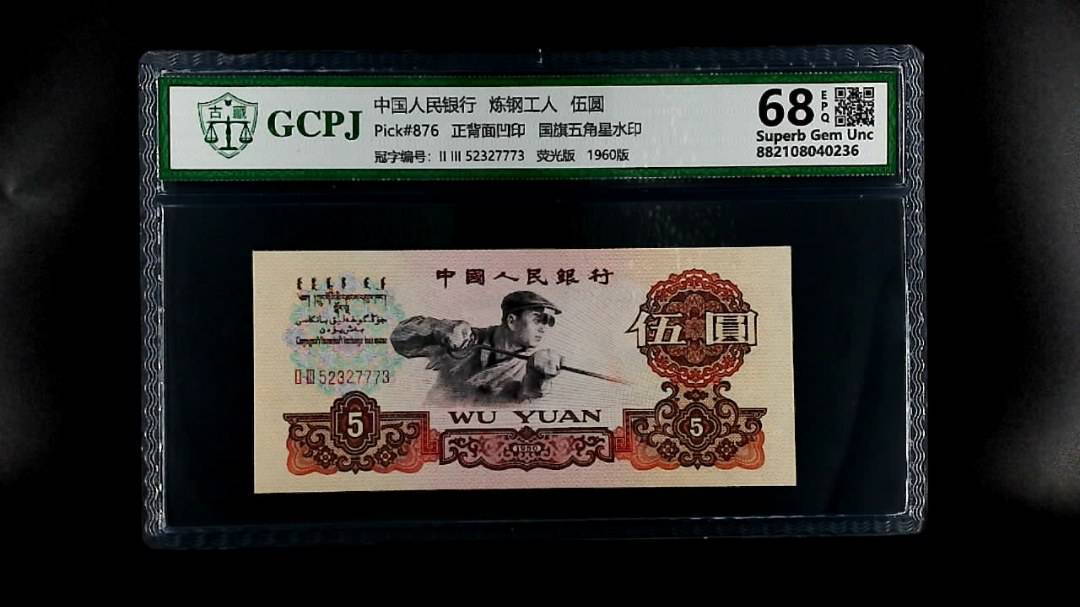 古藏
GCPJ
中国人民银行 炼钢工人 伍圆
Pick#876 正背面凹印 国旗五角星水印
冠字编号: II III 52327773 荧光版 1960版
68
EPQ
Superb Gem Unc
882108040236
中國人民銀行
伍圓
II III 52327773
WU YUAN
5
1960
5